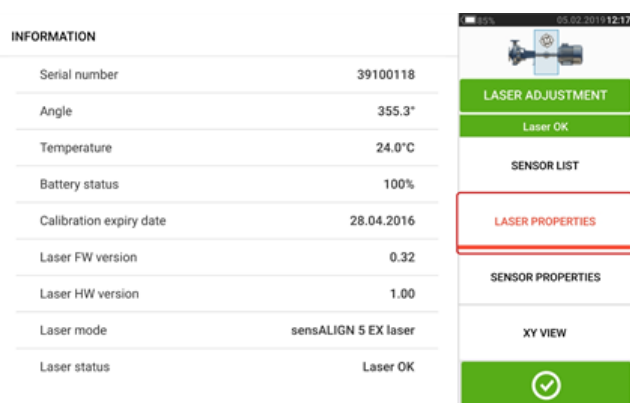 INFORMATION
Serial number 39100118
Angle 355.3°
Temperature 24.0°C
Battery status 100%
Calibration expiry date 28.04.2016
Laser FW version 0.32
Laser HW version 1.00
Laser mode sensALIGN 5 EX laser
Laser status Laser OK
85% 05.02.2019 12:17
LASER ADJUSTMENT
Laser OK
SENSOR LIST
LASER PROPERTIES
SENSOR PROPERTIES
XY VIEW